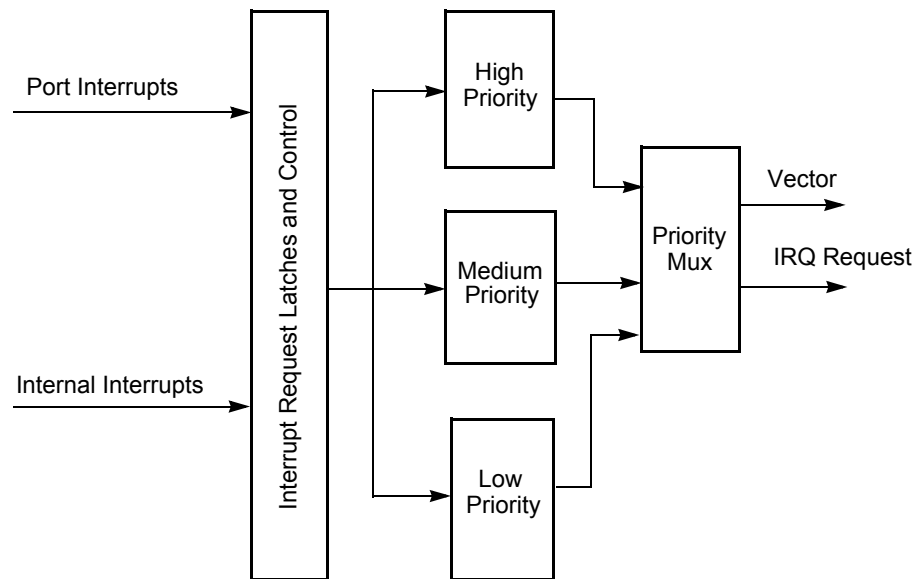 Port Interrupts
Internal Interrupts
Interrupt Request Latches and Control
High
Priority
Medium
Priority
Low
Priority
Priority
Mux
Vector
IRQ Request